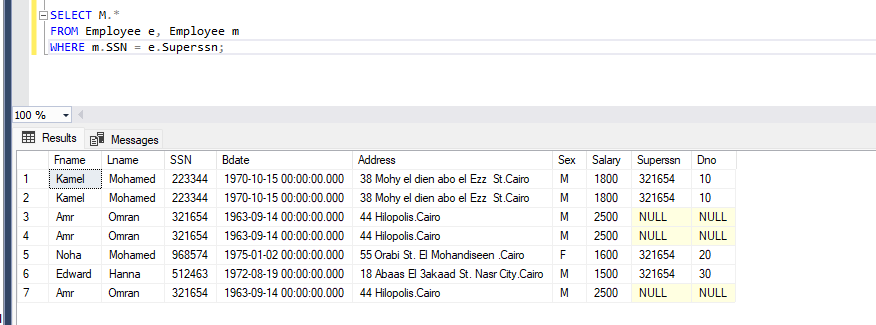 SELECT M.*
FROM Employee e, Employee m
WHERE m.SSN = e.Superssn;
100 %
Results Messages
Fname Lname SSN Bdate Address Sex Salary Superssn Dno
1 Kamel Mohamed 223344 1970-10-15 00:00:00.000 38 Mohy el dien abo el Ezz St.Cairo M 1800 321654 10
2 Kamel Mohamed 223344 1970-10-15 00:00:00.000 38 Mohy el dien abo el Ezz St.Cairo M 1800 321654 10
3 Amr Omran 321654 1963-09-14 00:00:00.000 44 Hilopolis.Cairo M 2500 NULL NULL
4 Amr Omran 321654 1963-09-14 00:00:00.000 44 Hilopolis.Cairo M 2500 NULL NULL
5 Noha Mohamed 968574 1975-01-02 00:00:00.000 55 Orabi St. El Mohandiseen .Cairo F 1600 321654 20
6 Edward Hanna 512463 1972-08-19 00:00:00.000 18 Abaas El 3akaad St. Nasr City.Cairo M 1500 321654 30
7 Amr Omran 321654 1963-09-14 00:00:00.000 44 Hilopolis.Cairo M 2500 NULL NULL